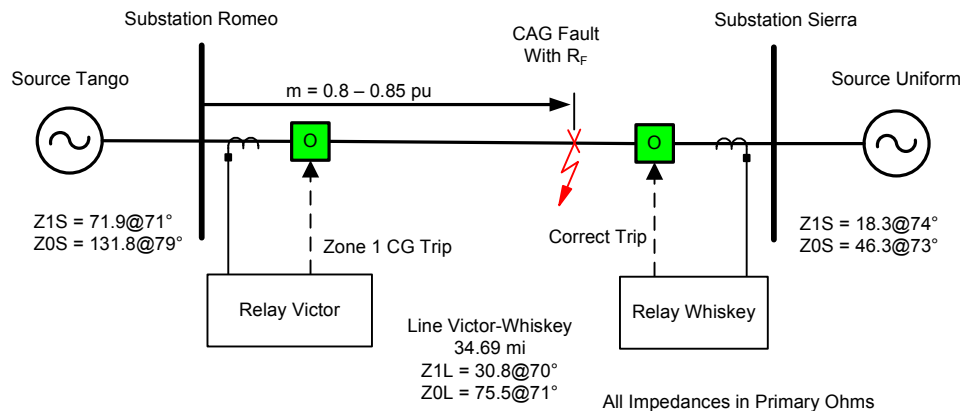 Substation Romeo
Substation Sierra
CAG Fault
With RF
Source Tango
Source Uniform
m = 0.8 – 0.85 pu
O
O
Z1S = 71.9@71°
Z0S = 131.8@79°
Z1S = 18.3@74°
Z0S = 46.3@73°
Zone 1 CG Trip
Correct Trip
Relay Victor
Relay Whiskey
Line Victor-Whiskey
34.69 mi
Z1L = 30.8@70°
Z0L = 75.5@71°
All Impedances in Primary Ohms